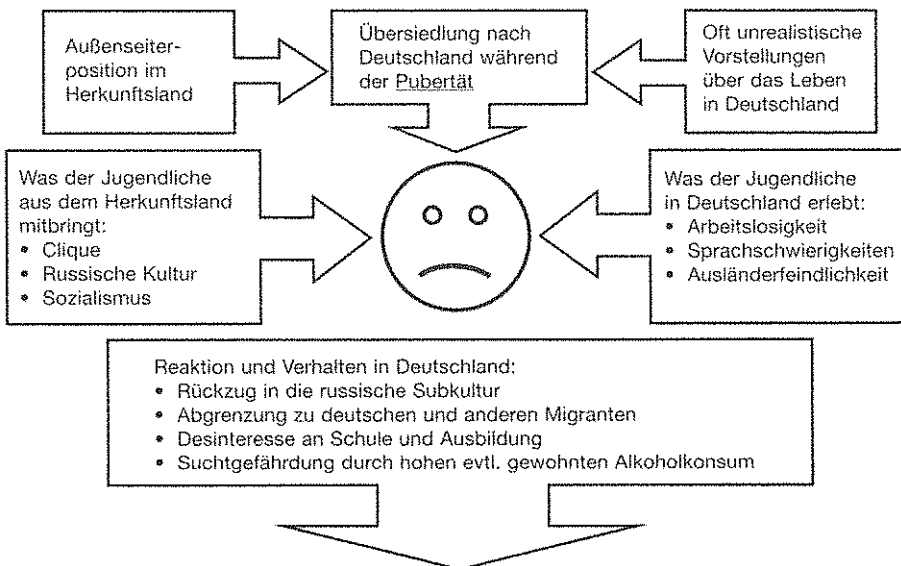 Außenseiter-
position im
Herkunftsland
Übersiedlung nach
Deutschland während
der Pubertät
Oft unrealistische
Vorstellungen
über das Leben
in Deutschland
Was der Jugendliche
aus dem Herkunftsland
mitbringt:
• Clique
• Russische Kultur
• Sozialismus
Was der Jugendliche
in Deutschland erlebt:
• Arbeitslosigkeit
• Sprachschwierigkeiten
• Ausländerfeindlichkeit
Reaktion und Verhalten in Deutschland:
• Rückzug in die russische Subkultur
• Abgrenzung zu deutschen und anderen Migranten
• Desinteresse an Schule und Ausbildung
• Suchtgefährdung durch hohen evtl. gewohnten Alkoholkonsum